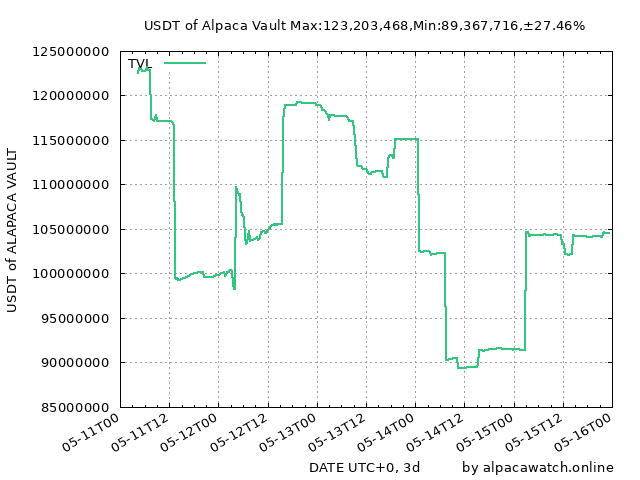 USDT of Alpaca Vault Max:123,203,468,Min:89,367,716,±27.46%
USDT of ALAPACA VAULT
TVL
125000000
120000000
115000000
110000000
105000000
100000000
95000000
90000000
85000000
05-11T00
05-11T12
05-12T00
05-12T12
05-13T00
05-13T12
05-14T00
05-14T12
05-15T00
05-15T12
05-16T00
DATE UTC+0, 3d
by alpacawatch.online